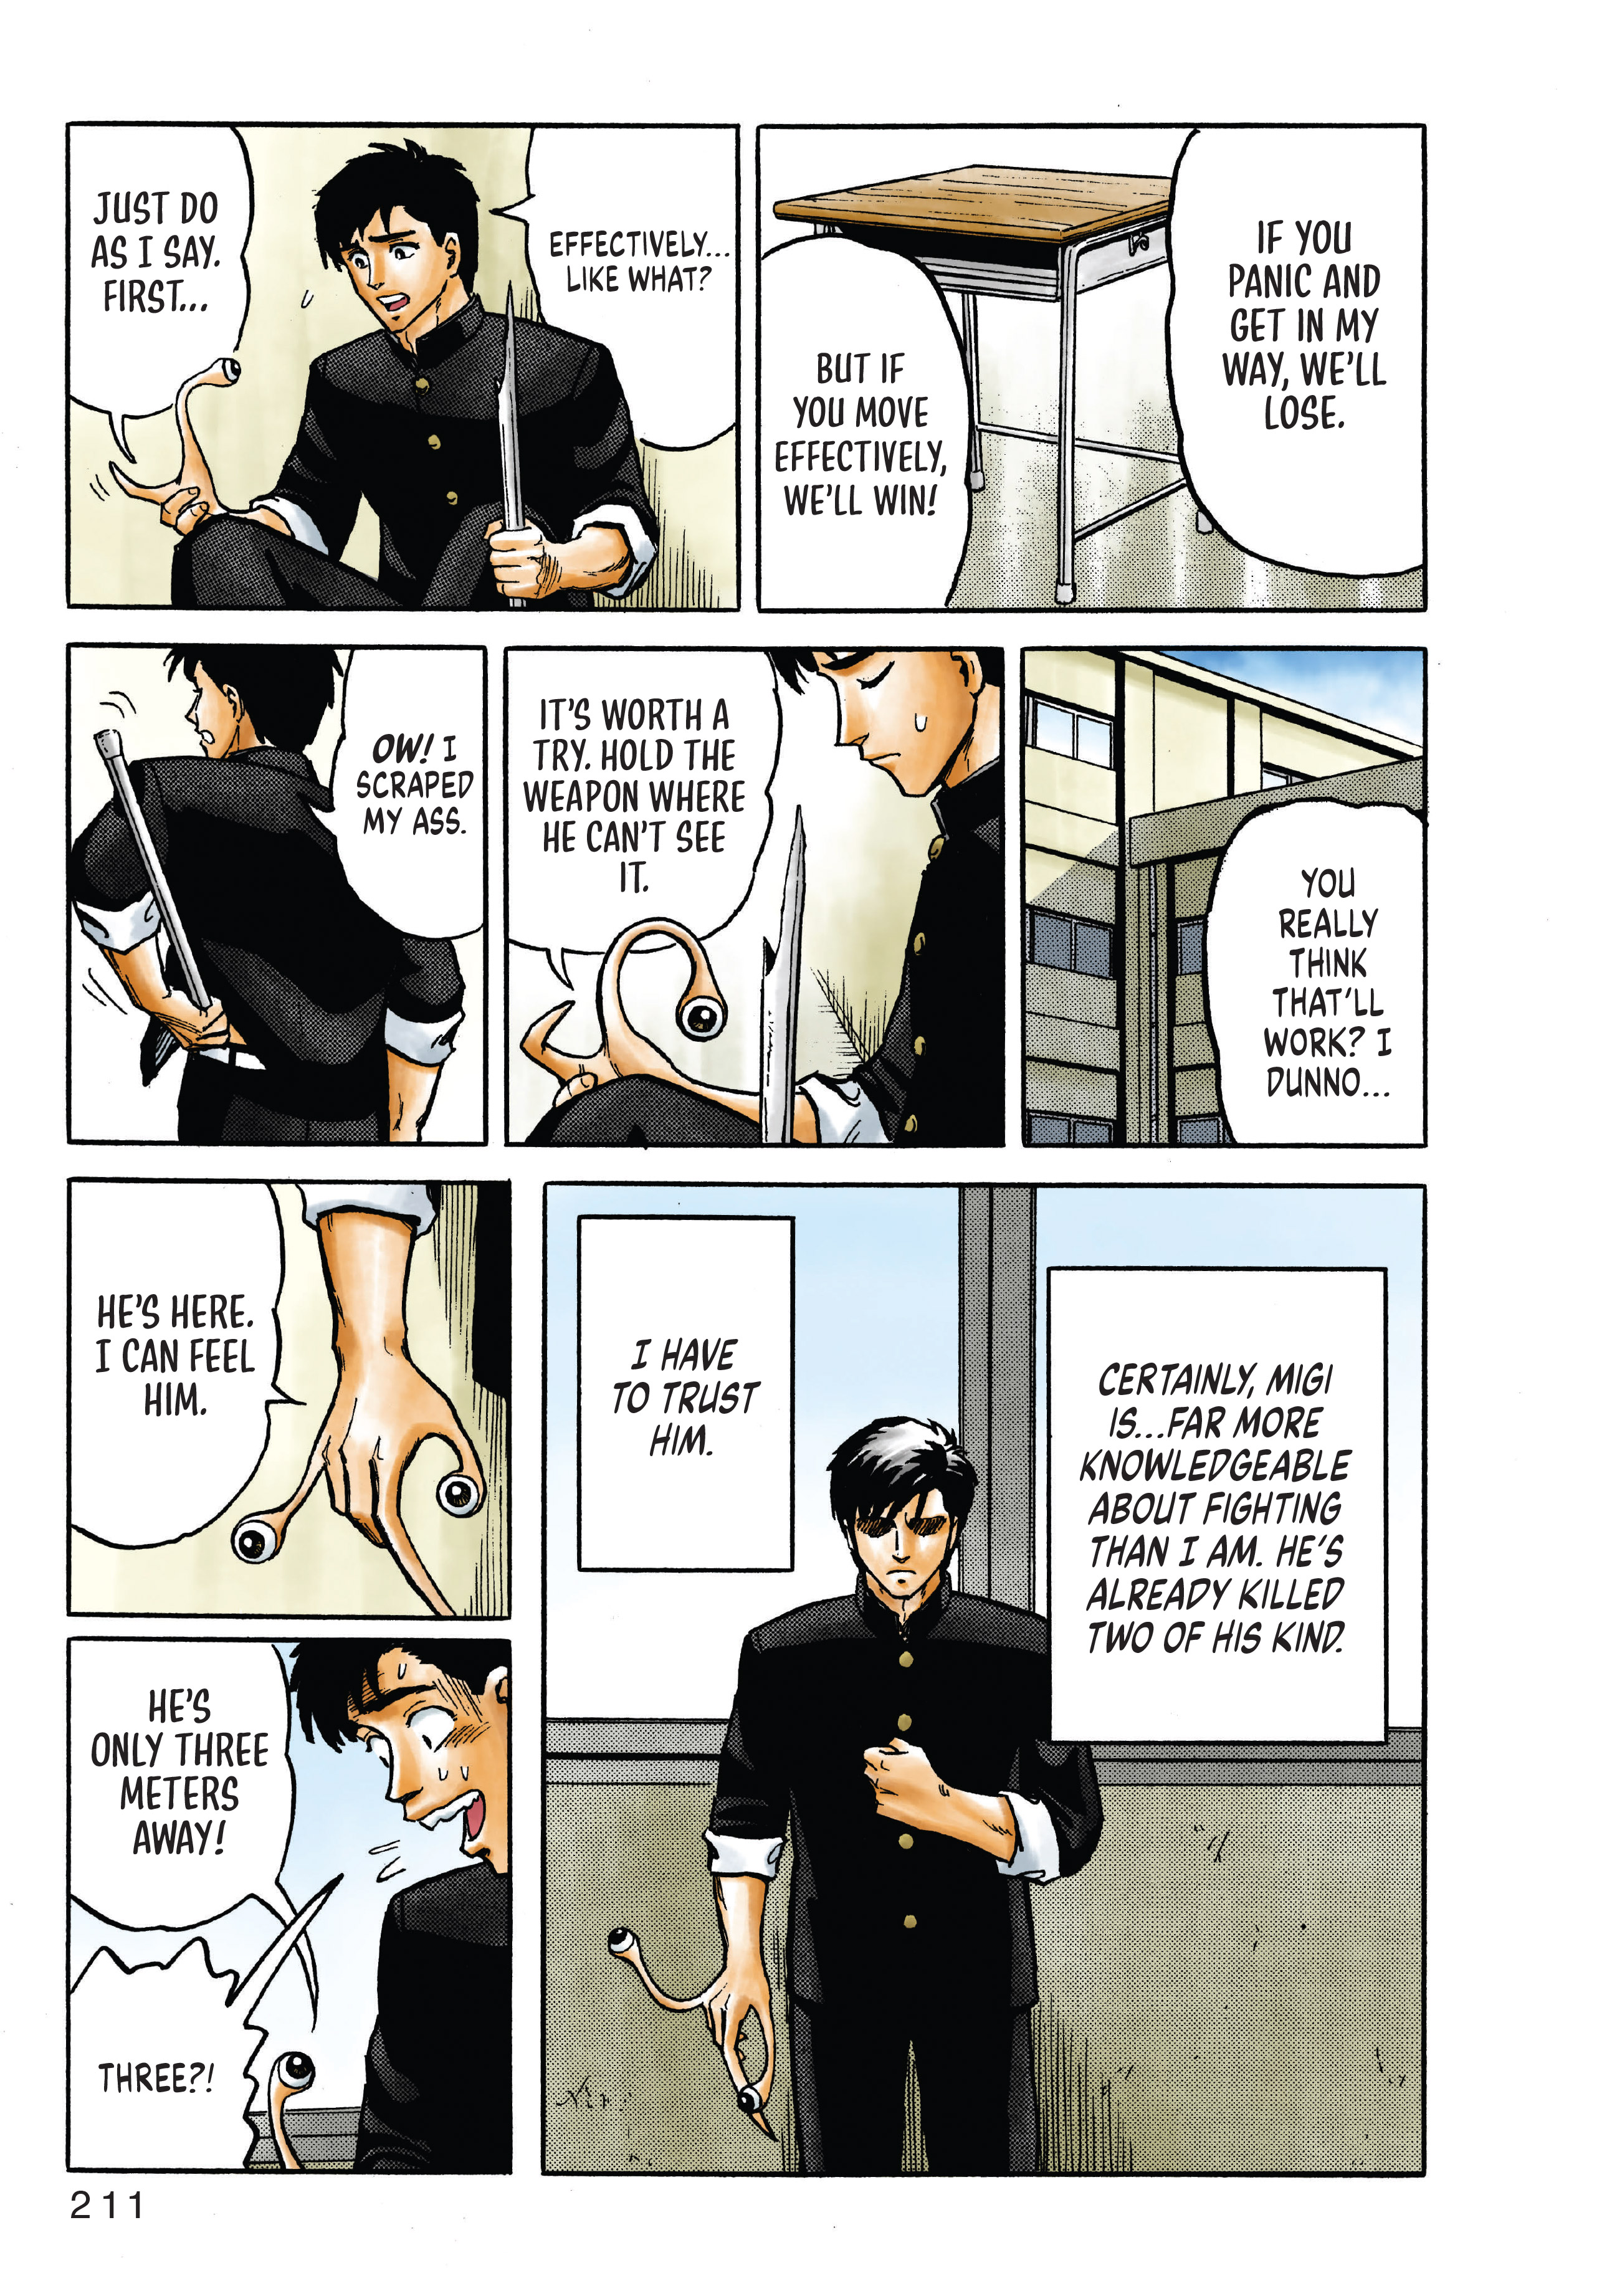 IF YOU
PANIC AND
GET IN MY
WAY, WE'LL
LOSE.
BUT IF
YOU MOVE
EFFECTIVELY,
WE'LL WIN!
EFFECTIVELY...
LIKE WHAT?
JUST DO
AS I SAY.
FIRST...
YOU
REALLY
THINK
THAT'LL
WORK? I
DUNNO...
IT'S WORTH A
TRY. HOLD THE
WEAPON WHERE
HE CAN'T SEE
IT.
OW! I
SCRAPED
MY ASS.
CERTAINLY, MIGI
IS...FAR MORE
KNOWLEDGEABLE
ABOUT FIGHTING
THAN I AM. HE'S
ALREADY KILLED
TWO OF HIS KIND.
I HAVE
TO TRUST
HIM.
HE'S HERE.
I CAN FEEL
HIM.
HE'S
ONLY THREE
METERS
AWAY!
THREE?!
211